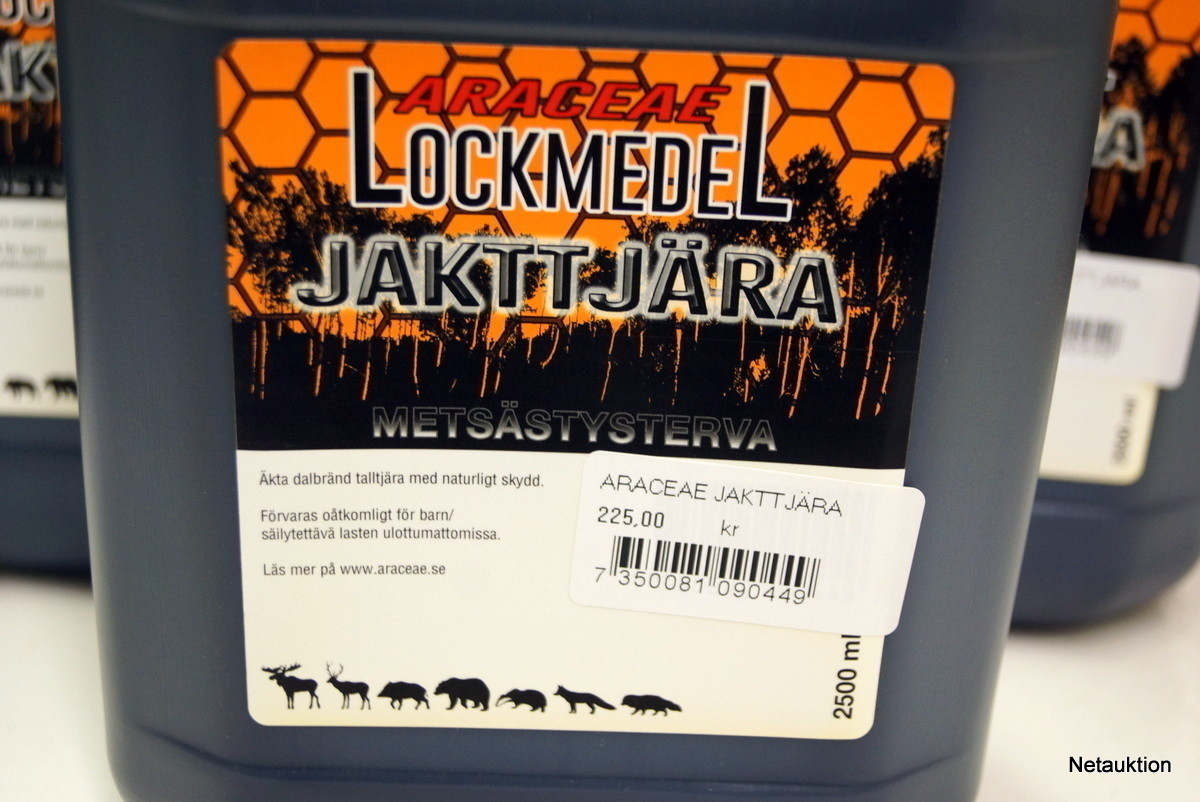 ARACEAE
LOCKMEDEL
JAKTTJÄRA
METSÄSTYSTERVA
Äkta dalbränd talltjära med naturligt skydd.
Förvaras oåtkomligt för barn/
säilytettävä lasten ulottumattomissa.
Läs mer på www.araceae.se
ARACEAE JAKTTJÄRA
225,00 kr
7 350081 090449
2500 ml
Netauktion